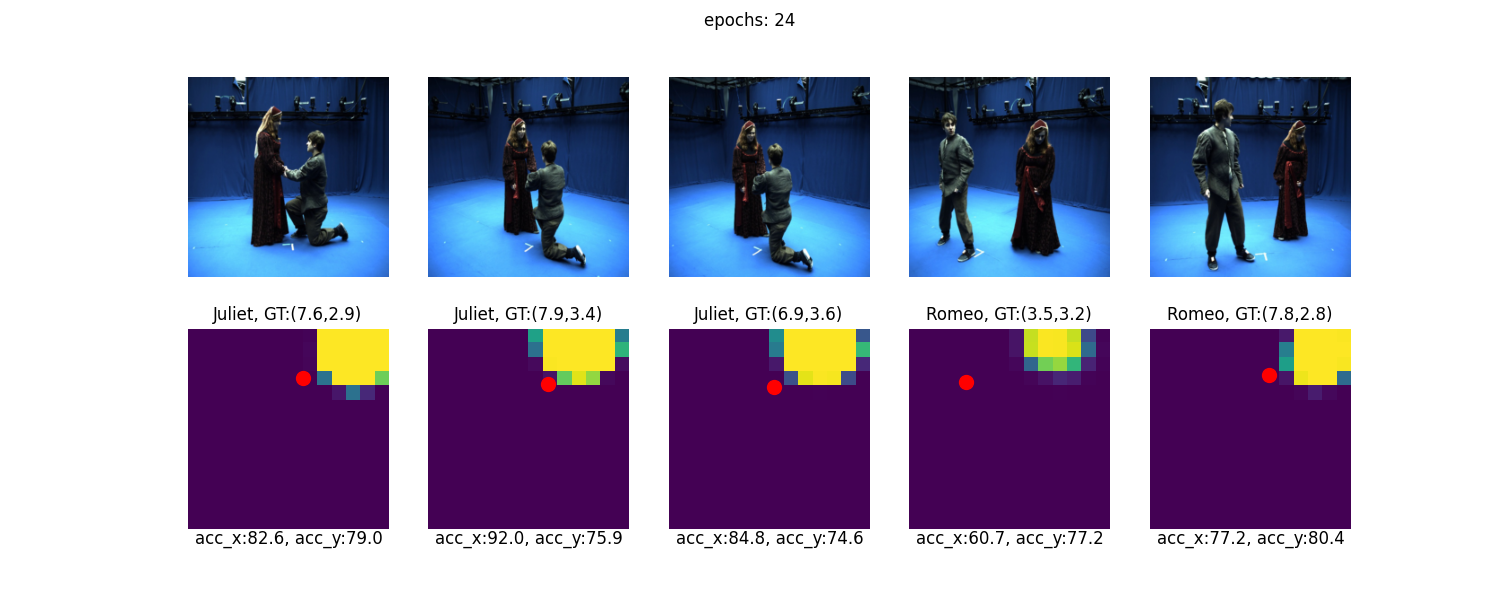 epochs: 24
Juliet, GT:(7.6,2.9)
Juliet, GT:(7.9,3.4)
Juliet, GT:(6.9,3.6)
Romeo, GT:(3.5,3.2)
Romeo, GT:(7.8,2.8)
acc_x:82.6, acc_y:79.0
acc_x:92.0, acc_y:75.9
acc_x:84.8, acc_y:74.6
acc_x:60.7, acc_y:77.2
acc_x:77.2, acc_y:80.4